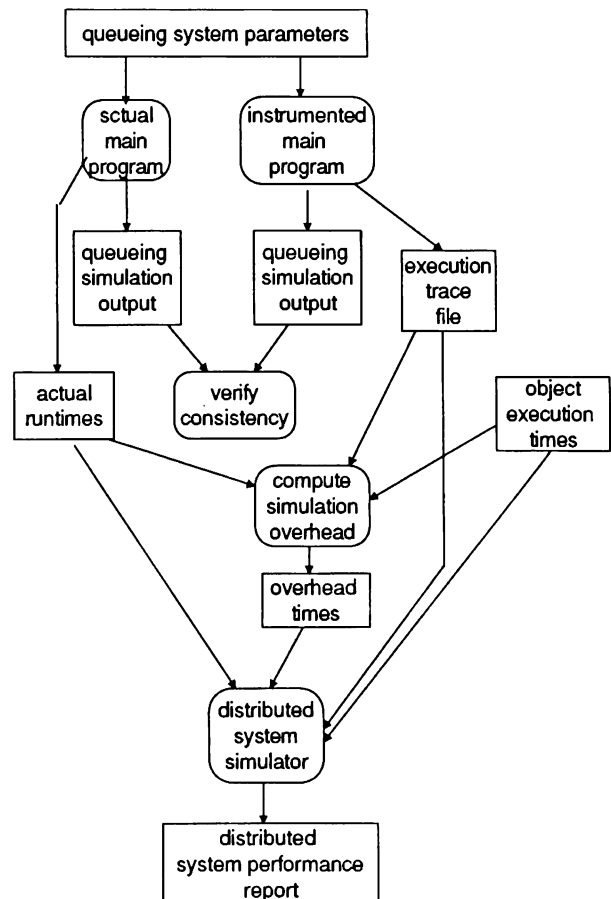 queueing system parameters
sctual
main
program
instrumented
main
program
queueing
simulation
output
queueing
simulation
output
execution
trace
file
actual
runtimes
verify
consistency
object
execution
times
compute
simulation
overhead
overhead
times
distributed
system
simulator
distributed
system performance
report